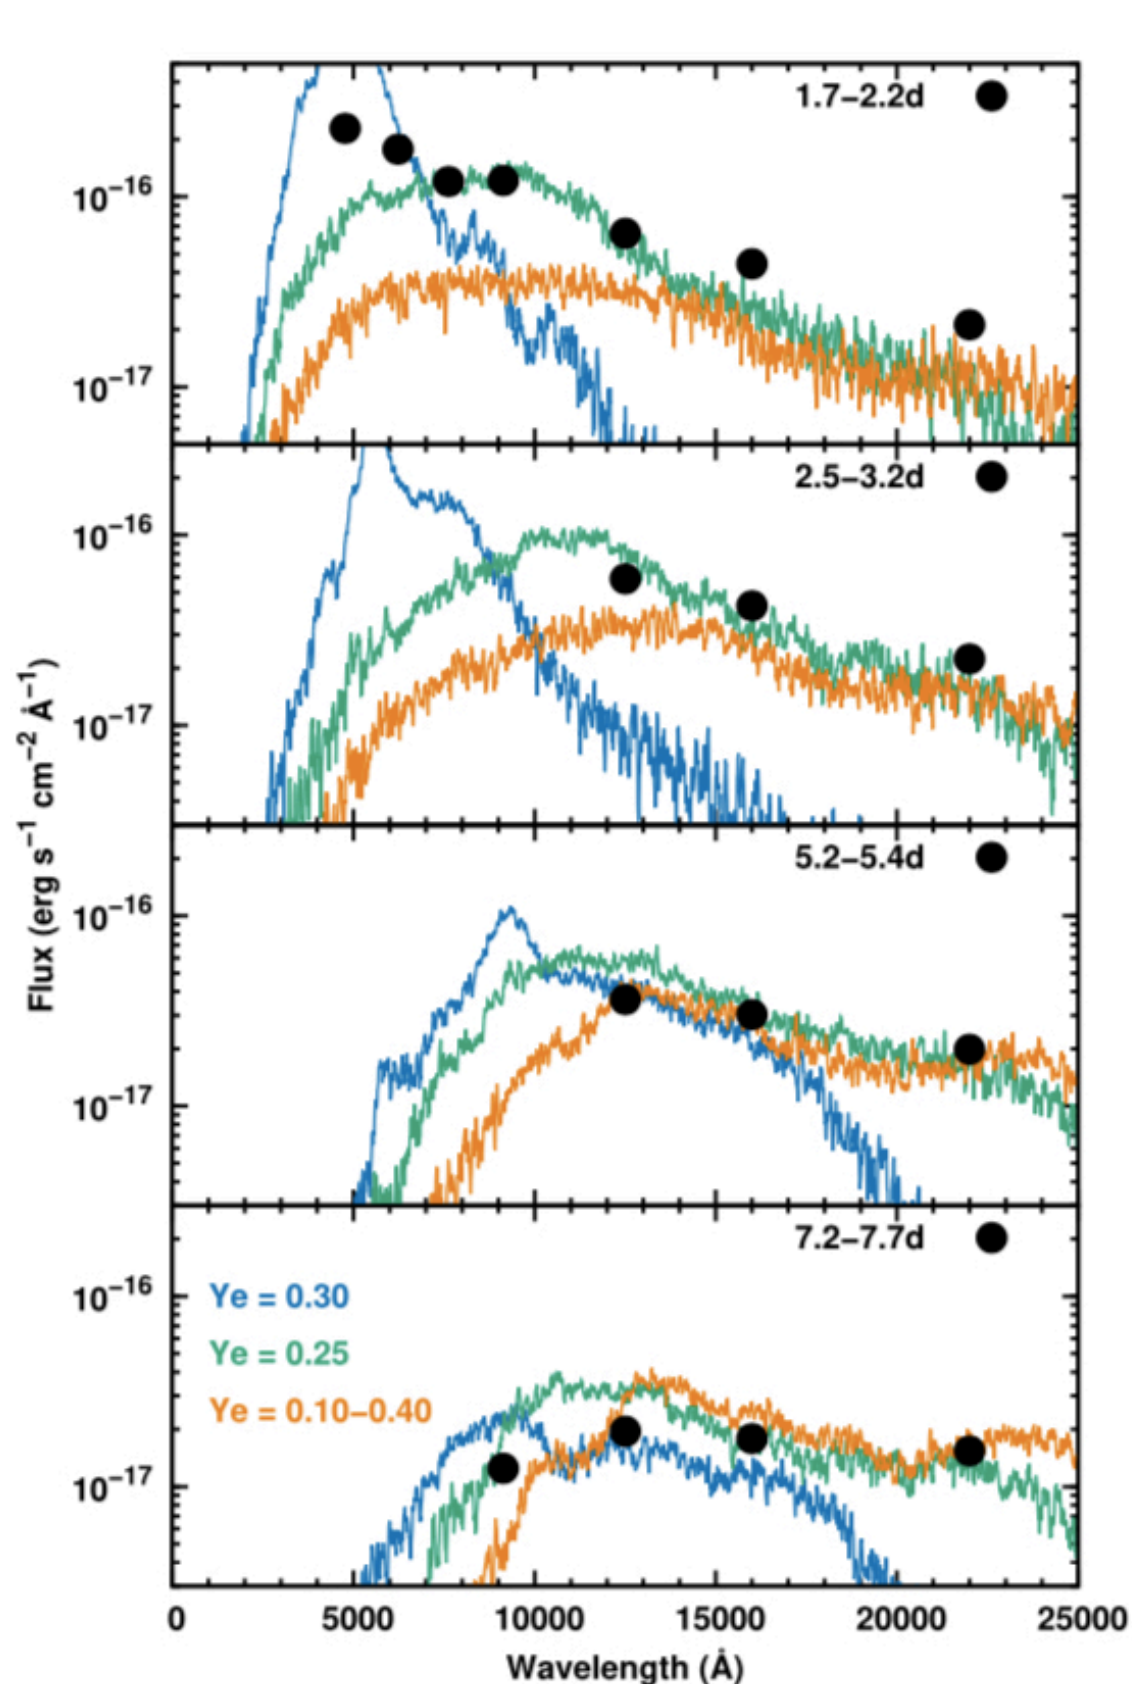 1.7–2.2d
10⁻¹⁶
10⁻¹⁷
2.5–3.2d
10⁻¹⁶
10⁻¹⁷
5.2–5.4d
10⁻¹⁶
10⁻¹⁷
7.2–7.7d
10⁻¹⁶
10⁻¹⁷
Ye = 0.30
Ye = 0.25
Ye = 0.10–0.40
Flux (erg s⁻¹ cm⁻² Å⁻¹)
0 5000 10000 15000 20000 25000
Wavelength (Å)